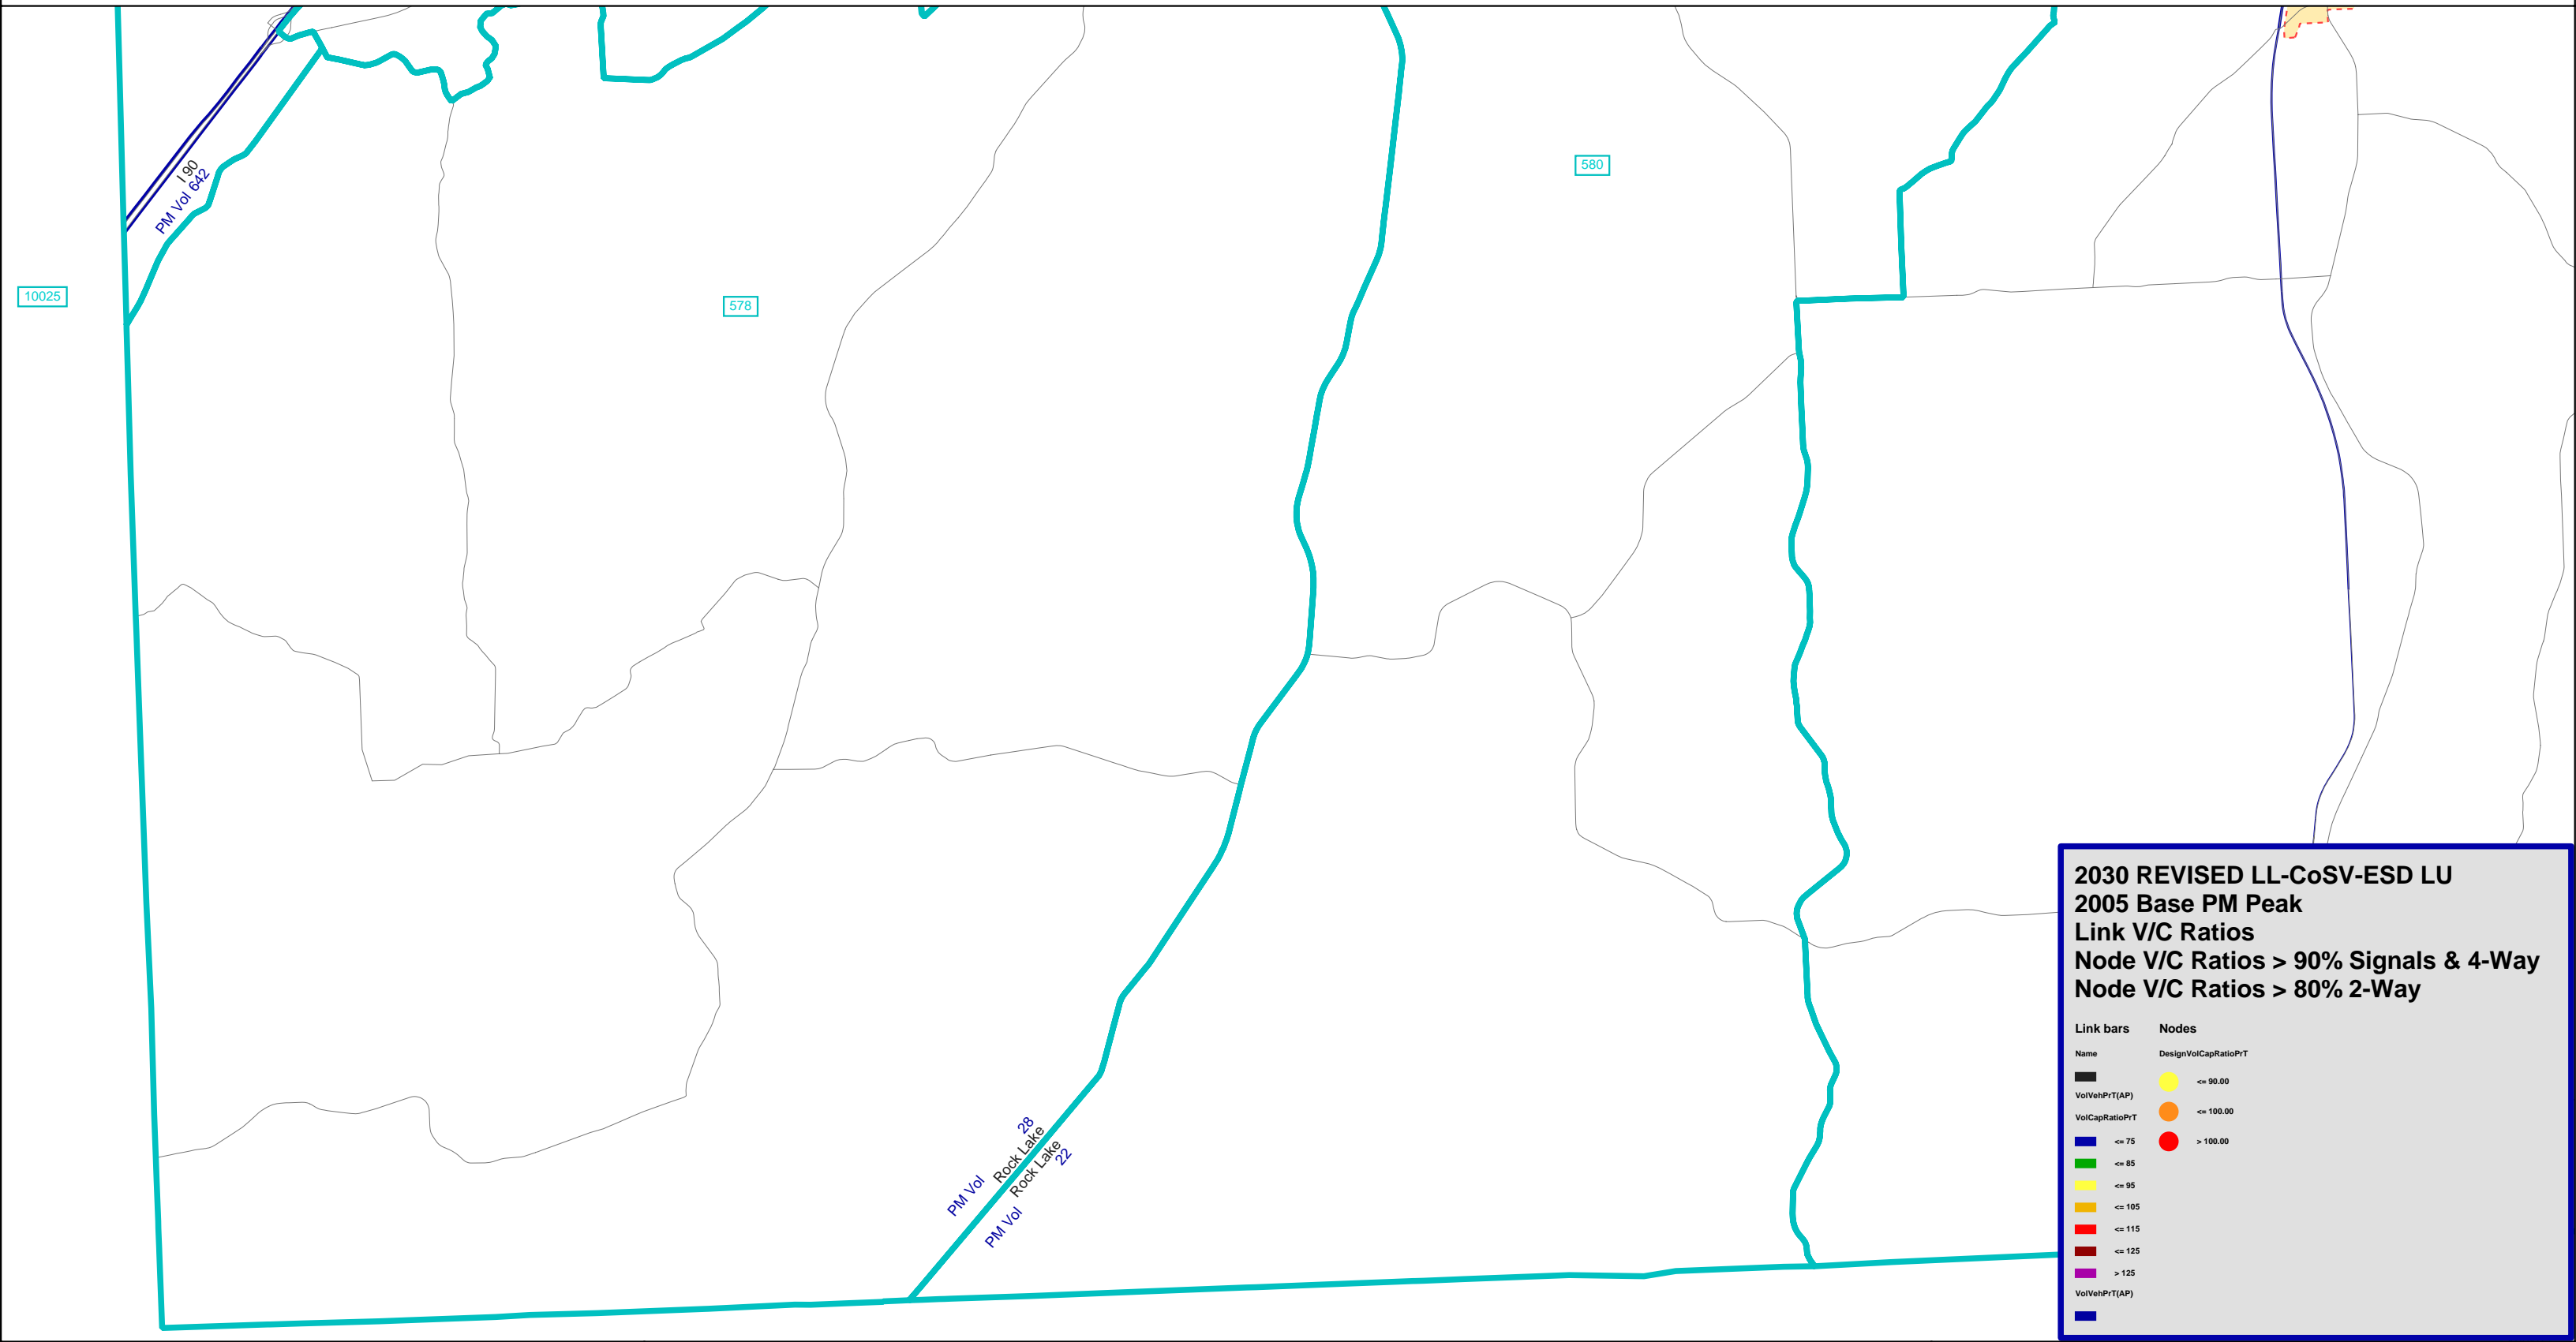 580
I 90
PM Vol 642
10025
578
28
Rock Lake
PM Vol
Rock Lake
22
PM Vol
2030 REVISED LL-CoSV-ESD LU
2005 Base PM Peak
Link V/C Ratios
Node V/C Ratios > 90% Signals & 4-Way
Node V/C Ratios > 80% 2-Way
Link bars
Name
VolVehPrT(AP)
VolCapRatioPrT
<= 75
<= 85
<= 95
<= 105
<= 115
<= 125
> 125
VolVehPrT(AP)
Nodes
DesignVolCapRatioPrT
<= 90.00
<= 100.00
> 100.00